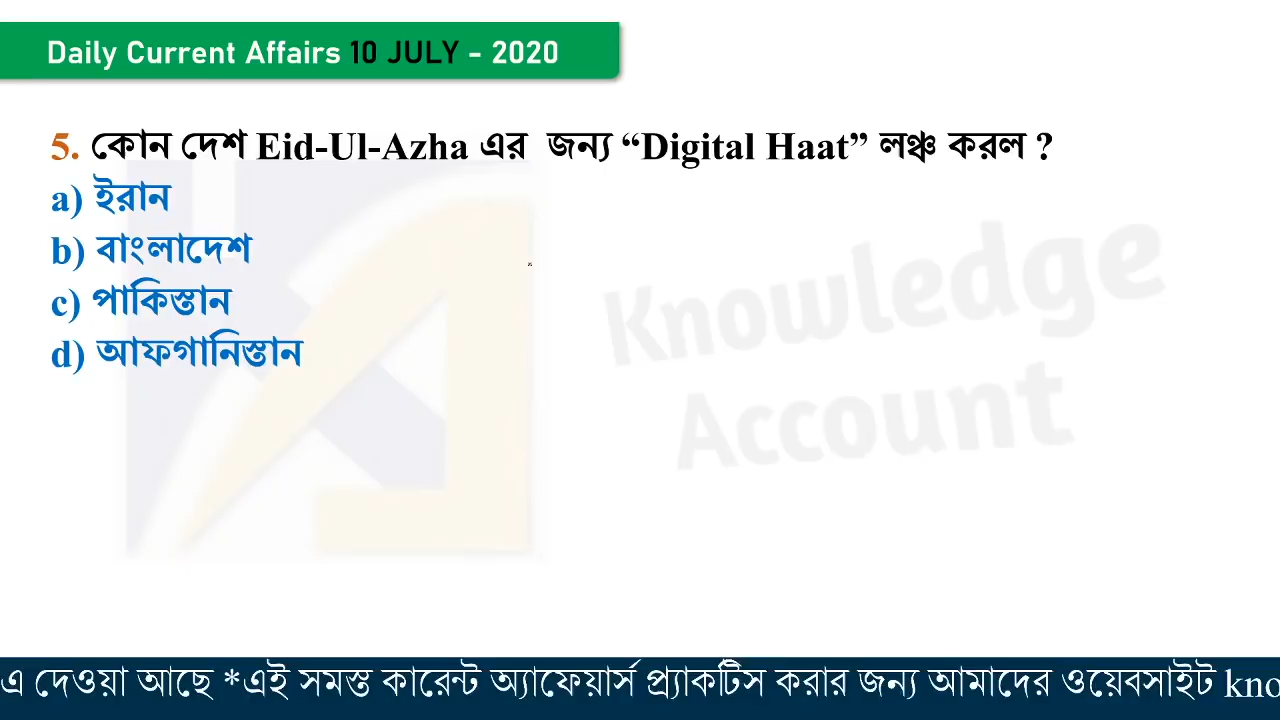 Daily Current Affairs 10 JULY - 2020
5. কোন দেশ Eid-Ul-Azha এর জন্য “Digital Haat” লঞ্চ করল ?
a) ইরান
b) বাংলাদেশ
c) পাকিস্তান
d) আফগানিস্তান
Knowledge
Account
এ দেওয়া আছে *এই সমস্ত কারেন্ট অ্যাফেয়ার্স প্র্যাকটিস করার জন্য আমাদের ওয়েবসাইট kno